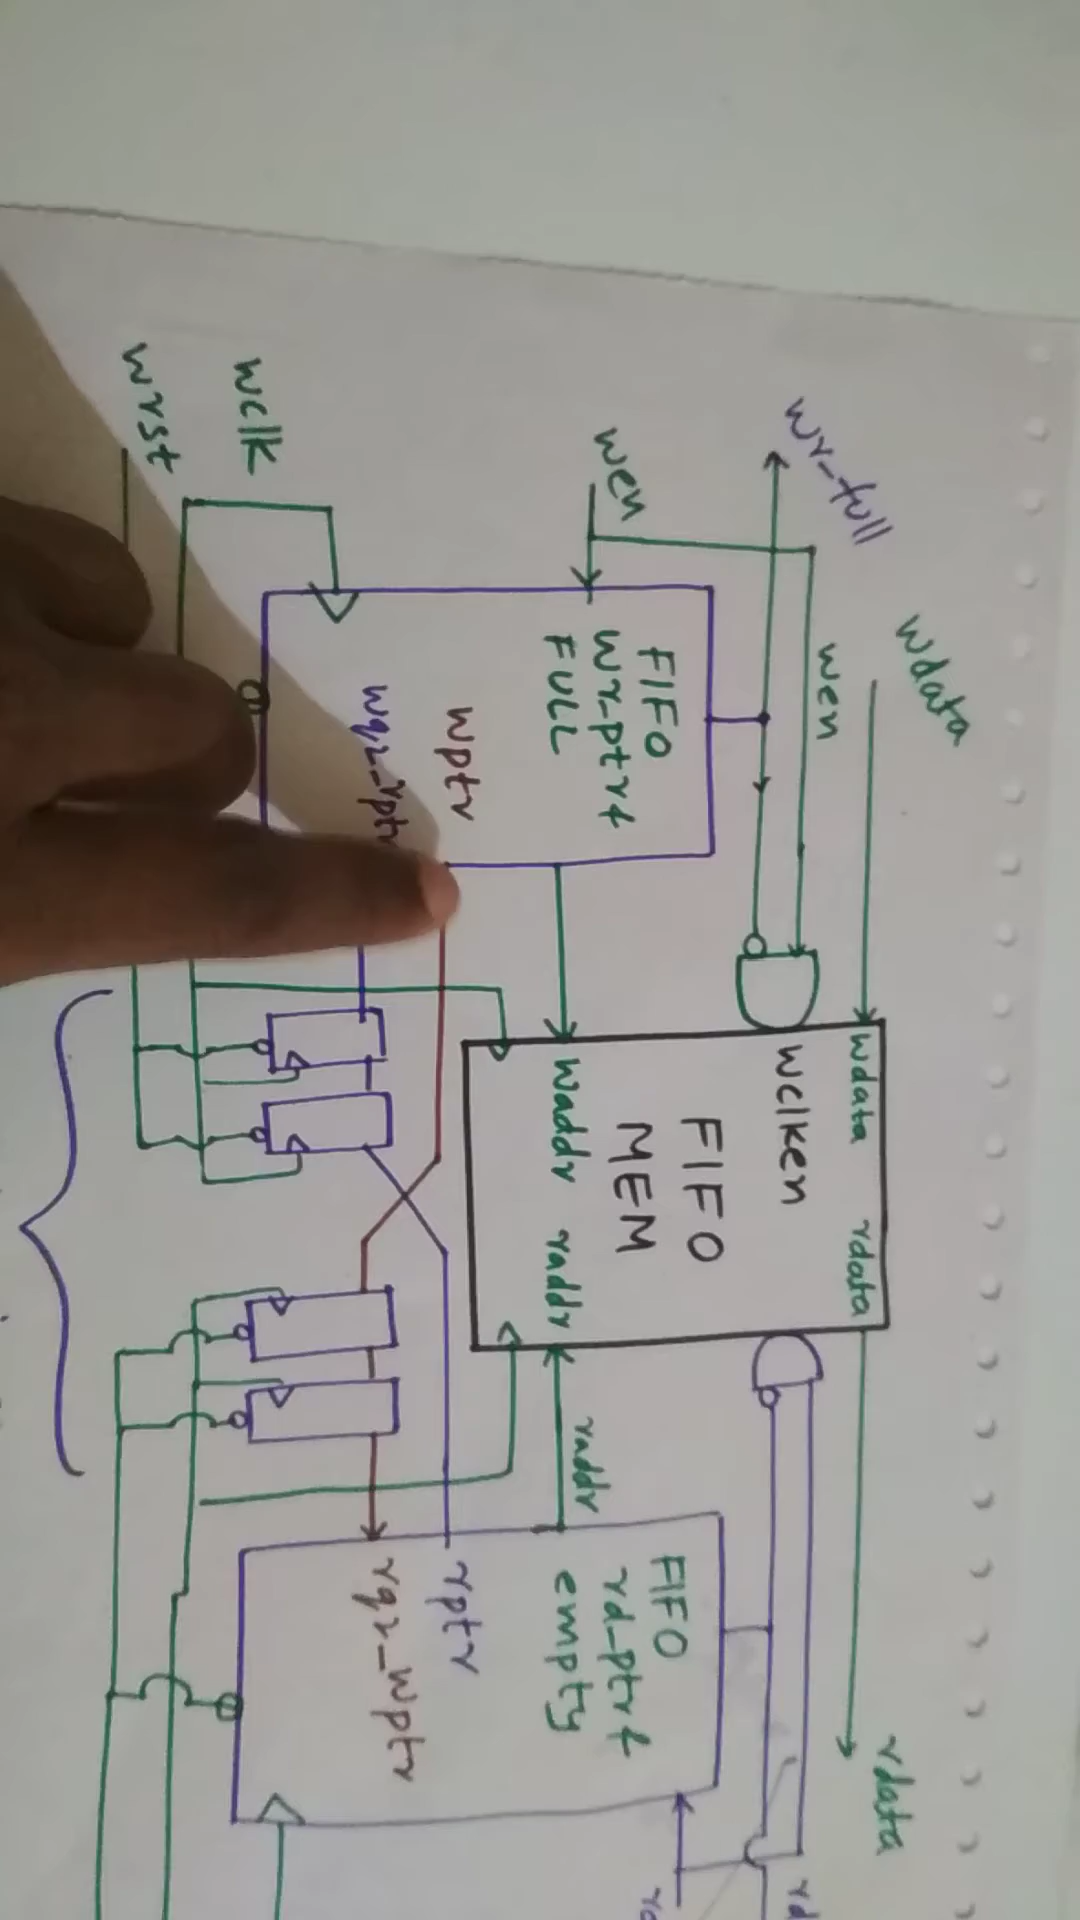 wr-full
wdata
wen
wen
wclk
wrst
FIFO
wr-ptr &
FULL
wptr
wq2-rptr
wdata rdata
wclken
FIFO
MEM
waddr raddr
raddr
FIFO
rd-ptr &
empty
rptr
rq2-wptr
rdata